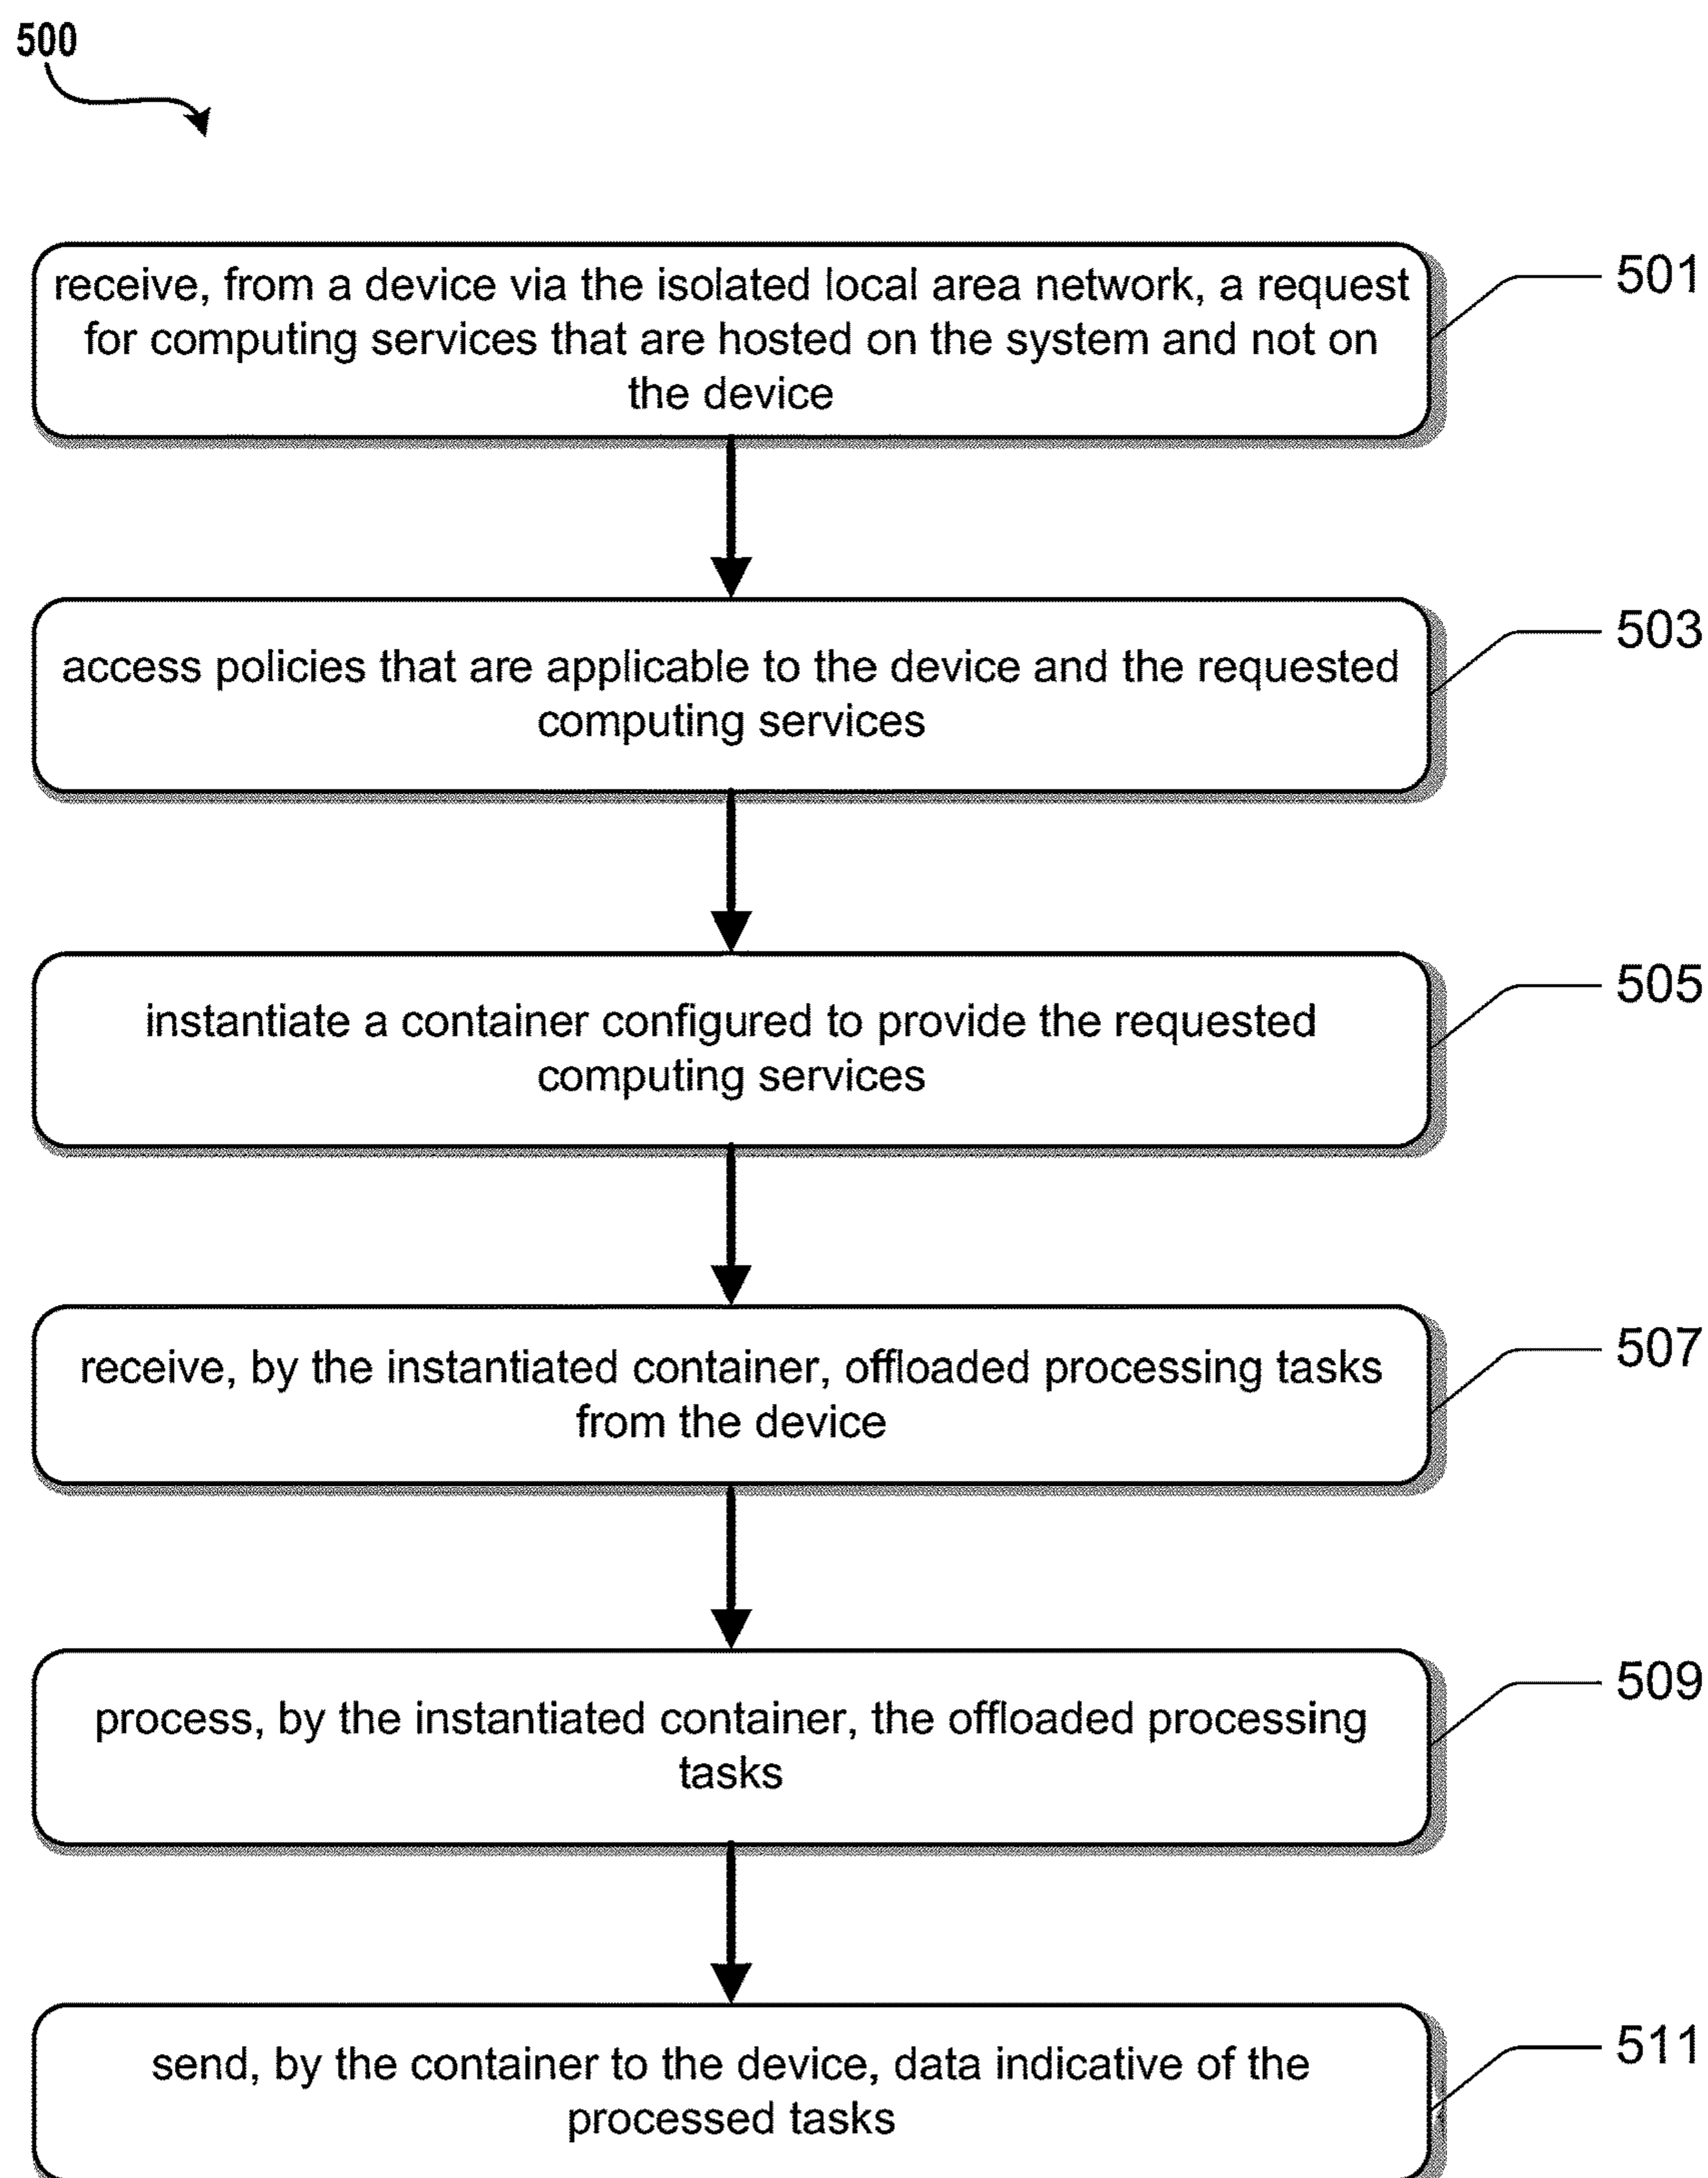 500
receive, from a device via the isolated local area network, a request
for computing services that are hosted on the system and not on
the device
501
access policies that are applicable to the device and the requested
computing services
503
instantiate a container configured to provide the requested
computing services
505
receive, by the instantiated container, offloaded processing tasks
from the device
507
process, by the instantiated container, the offloaded processing
tasks
509
send, by the container to the device, data indicative of the
processed tasks
511